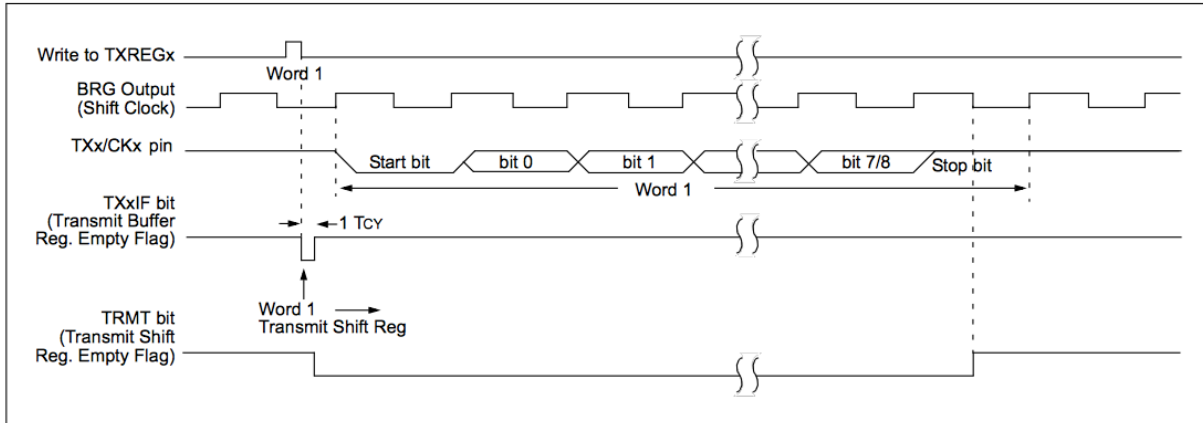 Write to TXREGx
Word 1
BRG Output
(Shift Clock)
TXx/CKx pin
Start bit
bit 0
bit 1
bit 7/8
Stop bit
Word 1
TXxIF bit
(Transmit Buffer
Reg. Empty Flag)
1 TCY
Word 1
Transmit Shift Reg
TRMT bit
(Transmit Shift
Reg. Empty Flag)